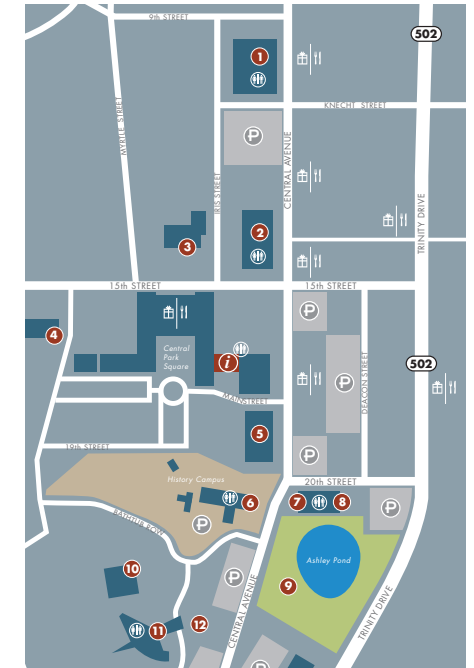 9th STREET
502
1
KNECHT STREET
MYRTLE STREET
P
IRIS STREET
CENTRAL AVENUE
TRINITY DRIVE
2
3
15th STREET
15th STREET
P
4
Central
Park
Square
i
502
P
DEACON STREET
MAIN STREET
5
19th STREET
P
History Campus
20th STREET
6
7
8
P
P
BATHTUB ROW
Ashley Pond
10
P
9
12
11
CENTRAL AVENUE
TRINITY DRIVE
P
P